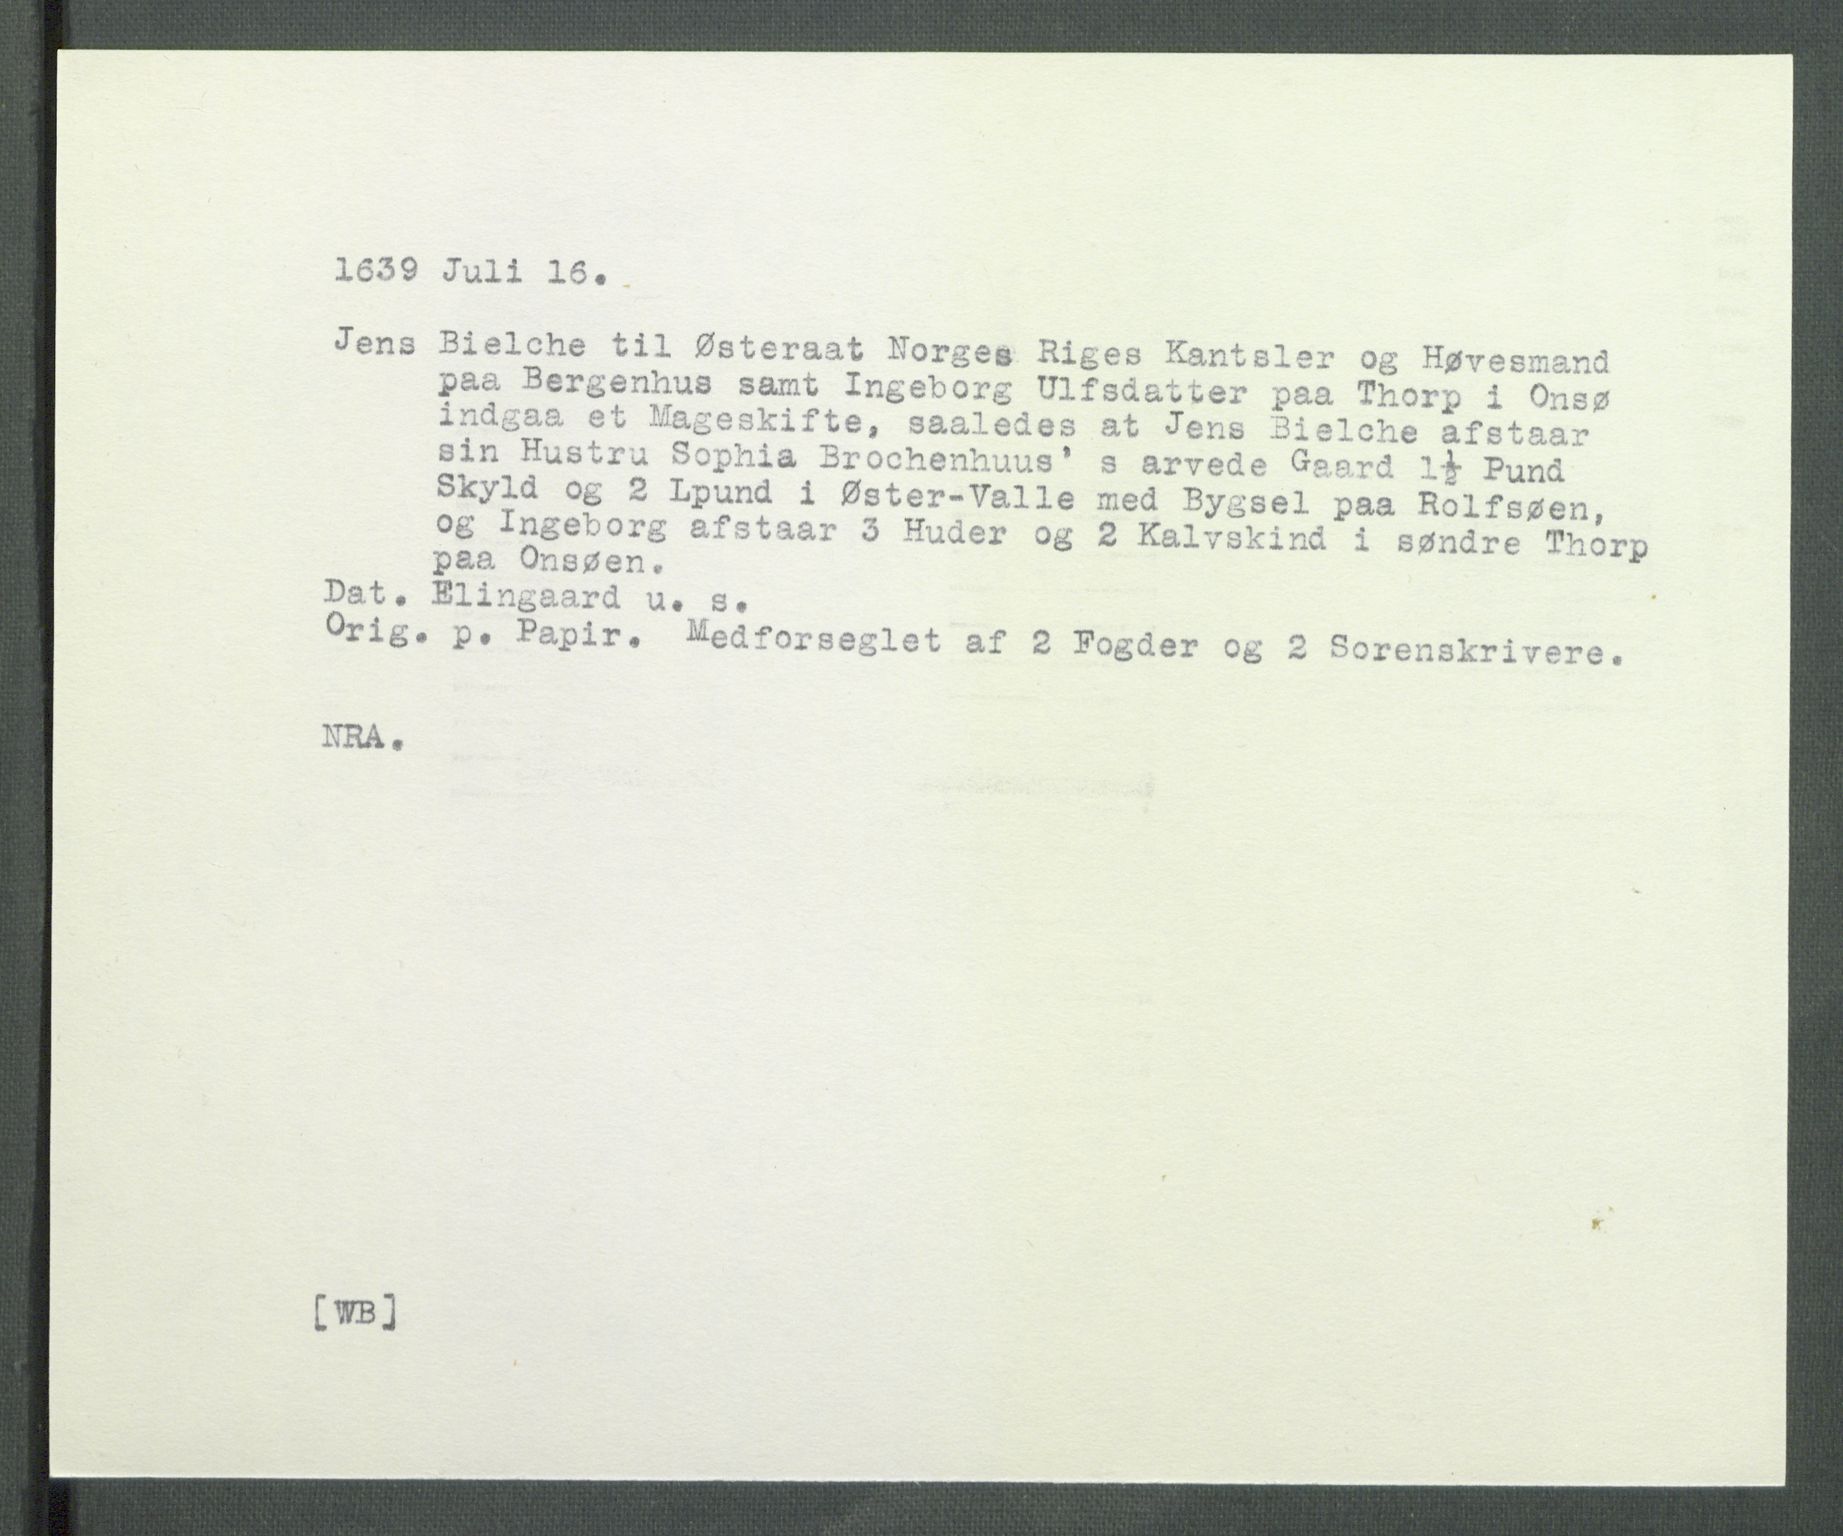 1639 Juli 16.
Jens Bielche til Østeraat Norges Riges Kantsler og Høvesmand
paa Bergenhus samt Ingeborg Ulfsdatter paa Thorp i Onsø
indgaa et Mageskifte, saaledes at Jens Bielche afstaar
sin Hustru Sophia Brochenhuus' s arvede Gaard 1½ Pund
Skyld og 2 Lpund i Øster-Valle med Bygsel paa Rolfsøen,
og Ingeborg afstaar 3 Huder og 2 Kalvskind i søndre Thorp
paa Onsøen.
Dat. Elingaard u. s.
Orig. p. Papir. Medforseglet af 2 Fogder og 2 Sorenskrivere.
NRA.
[WB]